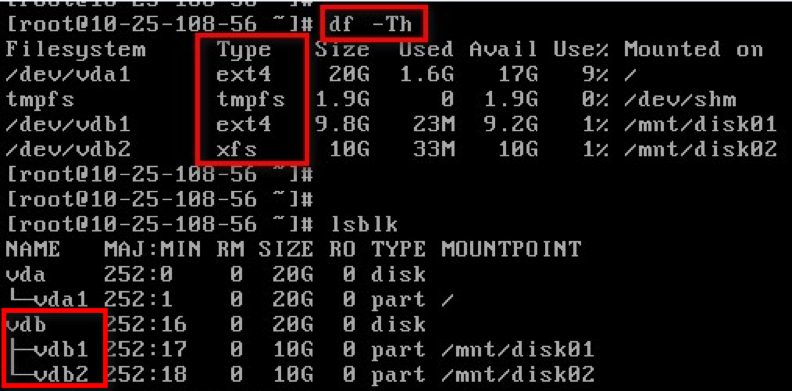 [root@10-25-108-56 ~]#
[root@10-25-108-56 ~]# df -Th
Filesystem     Type   Size  Used Avail Use% Mounted on
/dev/vda1      ext4    20G  1.6G   17G   9% /
tmpfs          tmpfs  1.9G     0  1.9G   0% /dev/shm
/dev/vdb1      ext4   9.8G   23M  9.2G   1% /mnt/disk01
/dev/vdb2      xfs     10G   33M   10G   1% /mnt/disk02
[root@10-25-108-56 ~]#
[root@10-25-108-56 ~]#
[root@10-25-108-56 ~]# lsblk
NAME   MAJ:MIN RM SIZE RO TYPE MOUNTPOINT
vda    252:0    0  20G  0 disk
└─vda1 252:1    0  20G  0 part /
vdb    252:16   0  20G  0 disk
├─vdb1 252:17   0  10G  0 part /mnt/disk01
└─vdb2 252:18   0  10G  0 part /mnt/disk02